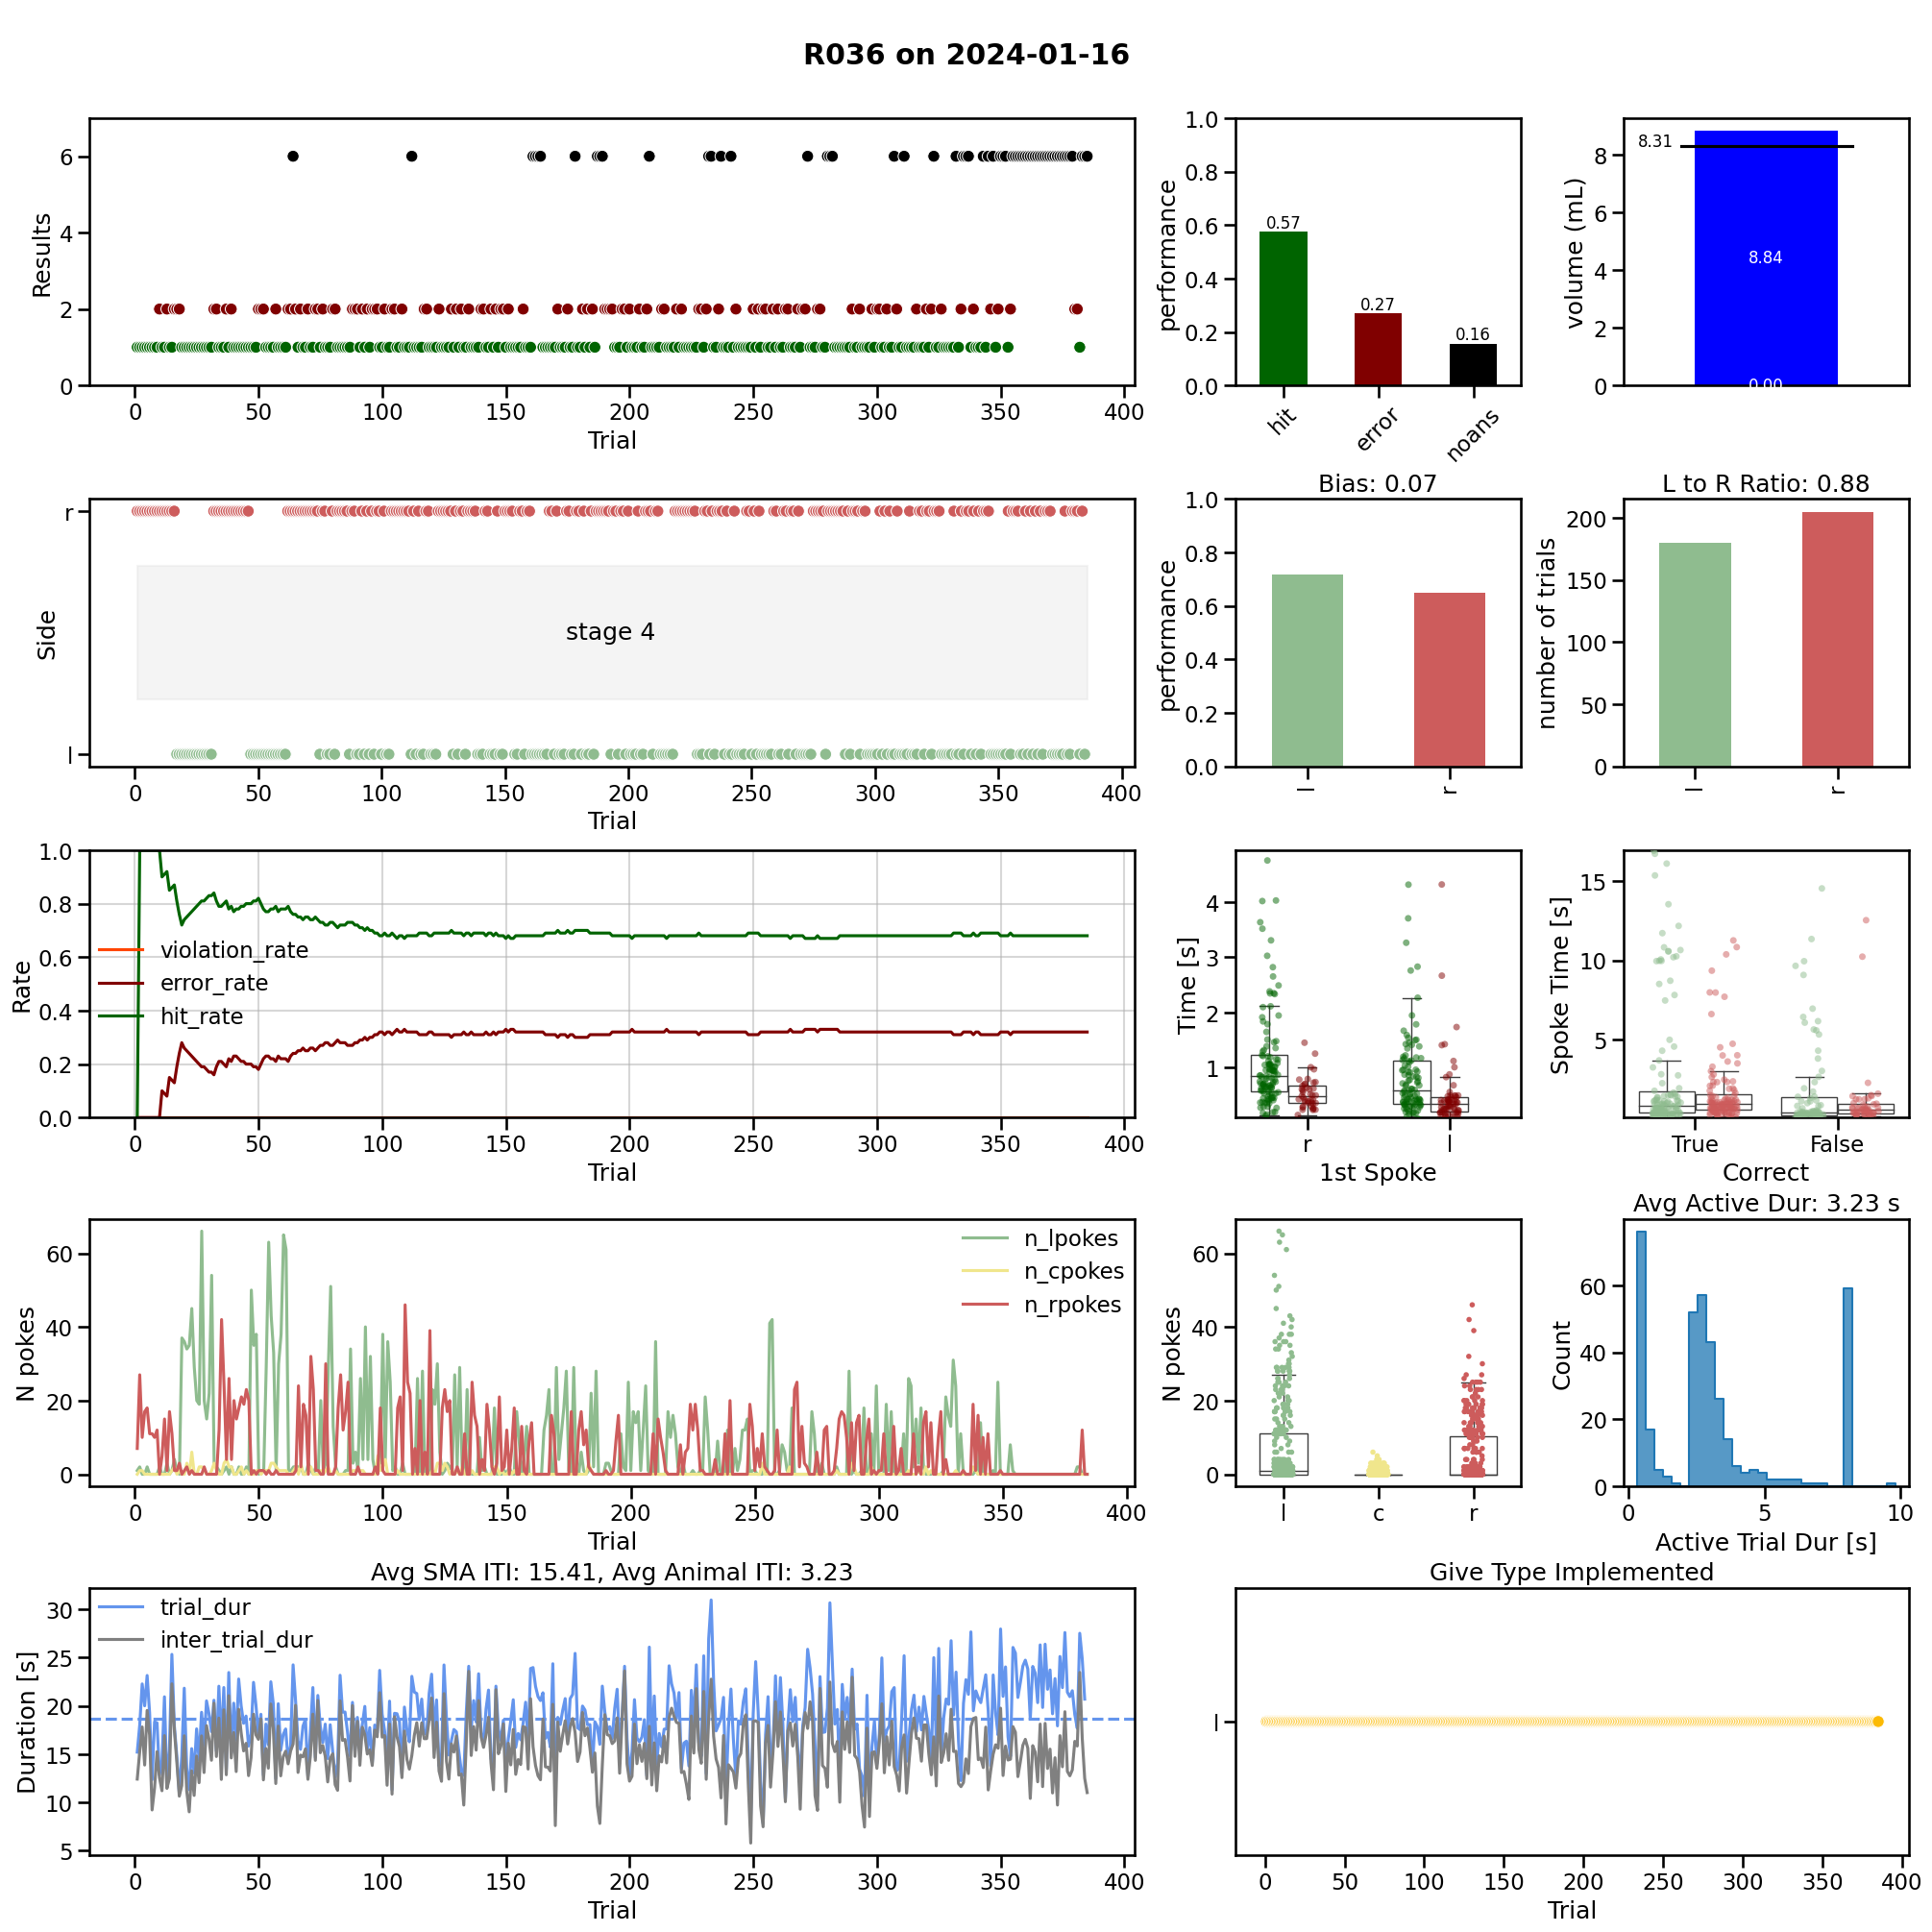 R036 on 2024-01-16
Results
6
4
2
0
0 50 100 150 200 250 300 350 400
Trial
performance
1.0
0.8
0.6
0.4
0.2
0.0
0.57
0.27
0.16
hit error noans
volume (mL)
8
6
4
2
0
8.31
8.84
0.00
Side
r
l
stage 4
0 50 100 150 200 250 300 350 400
Trial
Bias: 0.07
performance
1.0
0.8
0.6
0.4
0.2
0.0
l r
L to R Ratio: 0.88
number of trials
200
150
100
50
0
l r
Rate
1.0
0.8
0.6
0.4
0.2
0.0
violation_rate
error_rate
hit_rate
0 50 100 150 200 250 300 350 400
Trial
Time [s]
4
3
2
1
r l
1st Spoke
Spoke Time [s]
15
10
5
True False
Correct
N pokes
60
40
20
0
n_lpokes
n_cpokes
n_rpokes
0 50 100 150 200 250 300 350 400
Trial
N pokes
60
40
20
0
l c r
Avg Active Dur: 3.23 s
Count
60
40
20
0
0 5 10
Active Trial Dur [s]
Avg SMA ITI: 15.41, Avg Animal ITI: 3.23
Duration [s]
30
25
20
15
10
5
trial_dur
inter_trial_dur
0 50 100 150 200 250 300 350 400
Trial
Give Type Implemented
l
0 50 100 150 200 250 300 350 400
Trial